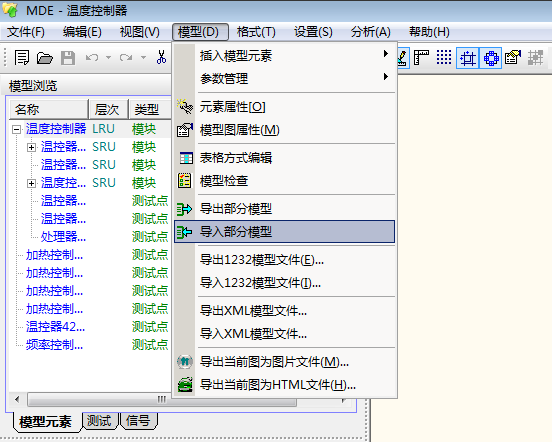 MDE - 温度控制器
文件(F) 编辑(E) 视图(V) 模型(D) 格式(T) 设置(S) 分析(A) 帮助(H)
模型浏览
名称 层次 类型
温度控制器 LRU 模块
温控器... SRU 模块
温控器... SRU 模块
温度控... SRU 模块
温控器... 测试点
温控器... 测试点
处理器... 测试点
加热控制... 测试点
加热控制... 测试点
加热控制... 测试点
加热控制... 测试点
温控器42... 测试点
频率控制... 测试点
模型元素 测试 信号
插入模型元素
参数管理
元素属性[O]
模型图属性(M)
表格方式编辑
模型检查
导出部分模型
导入部分模型
导出1232模型文件(E)...
导入1232模型文件(I)...
导出XML模型文件...
导入XML模型文件...
导出当前图为图片文件(M)...
导出当前图为HTML文件(H)...